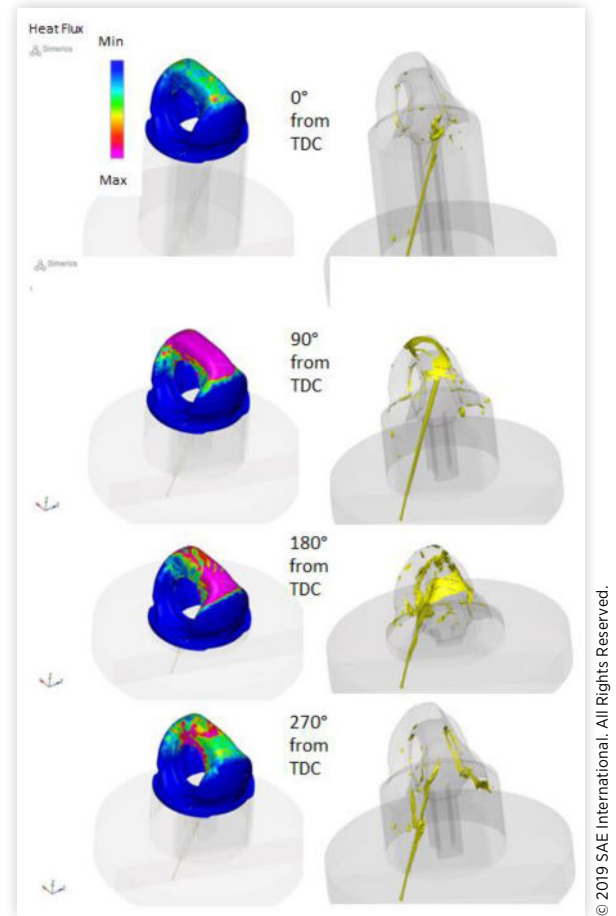 Heat Flux
Simerics
Min
Max
0°
from
TDC
Simerics
90°
from
TDC
180°
from
TDC
270°
from
TDC
© 2019 SAE International. All Rights Reserved.